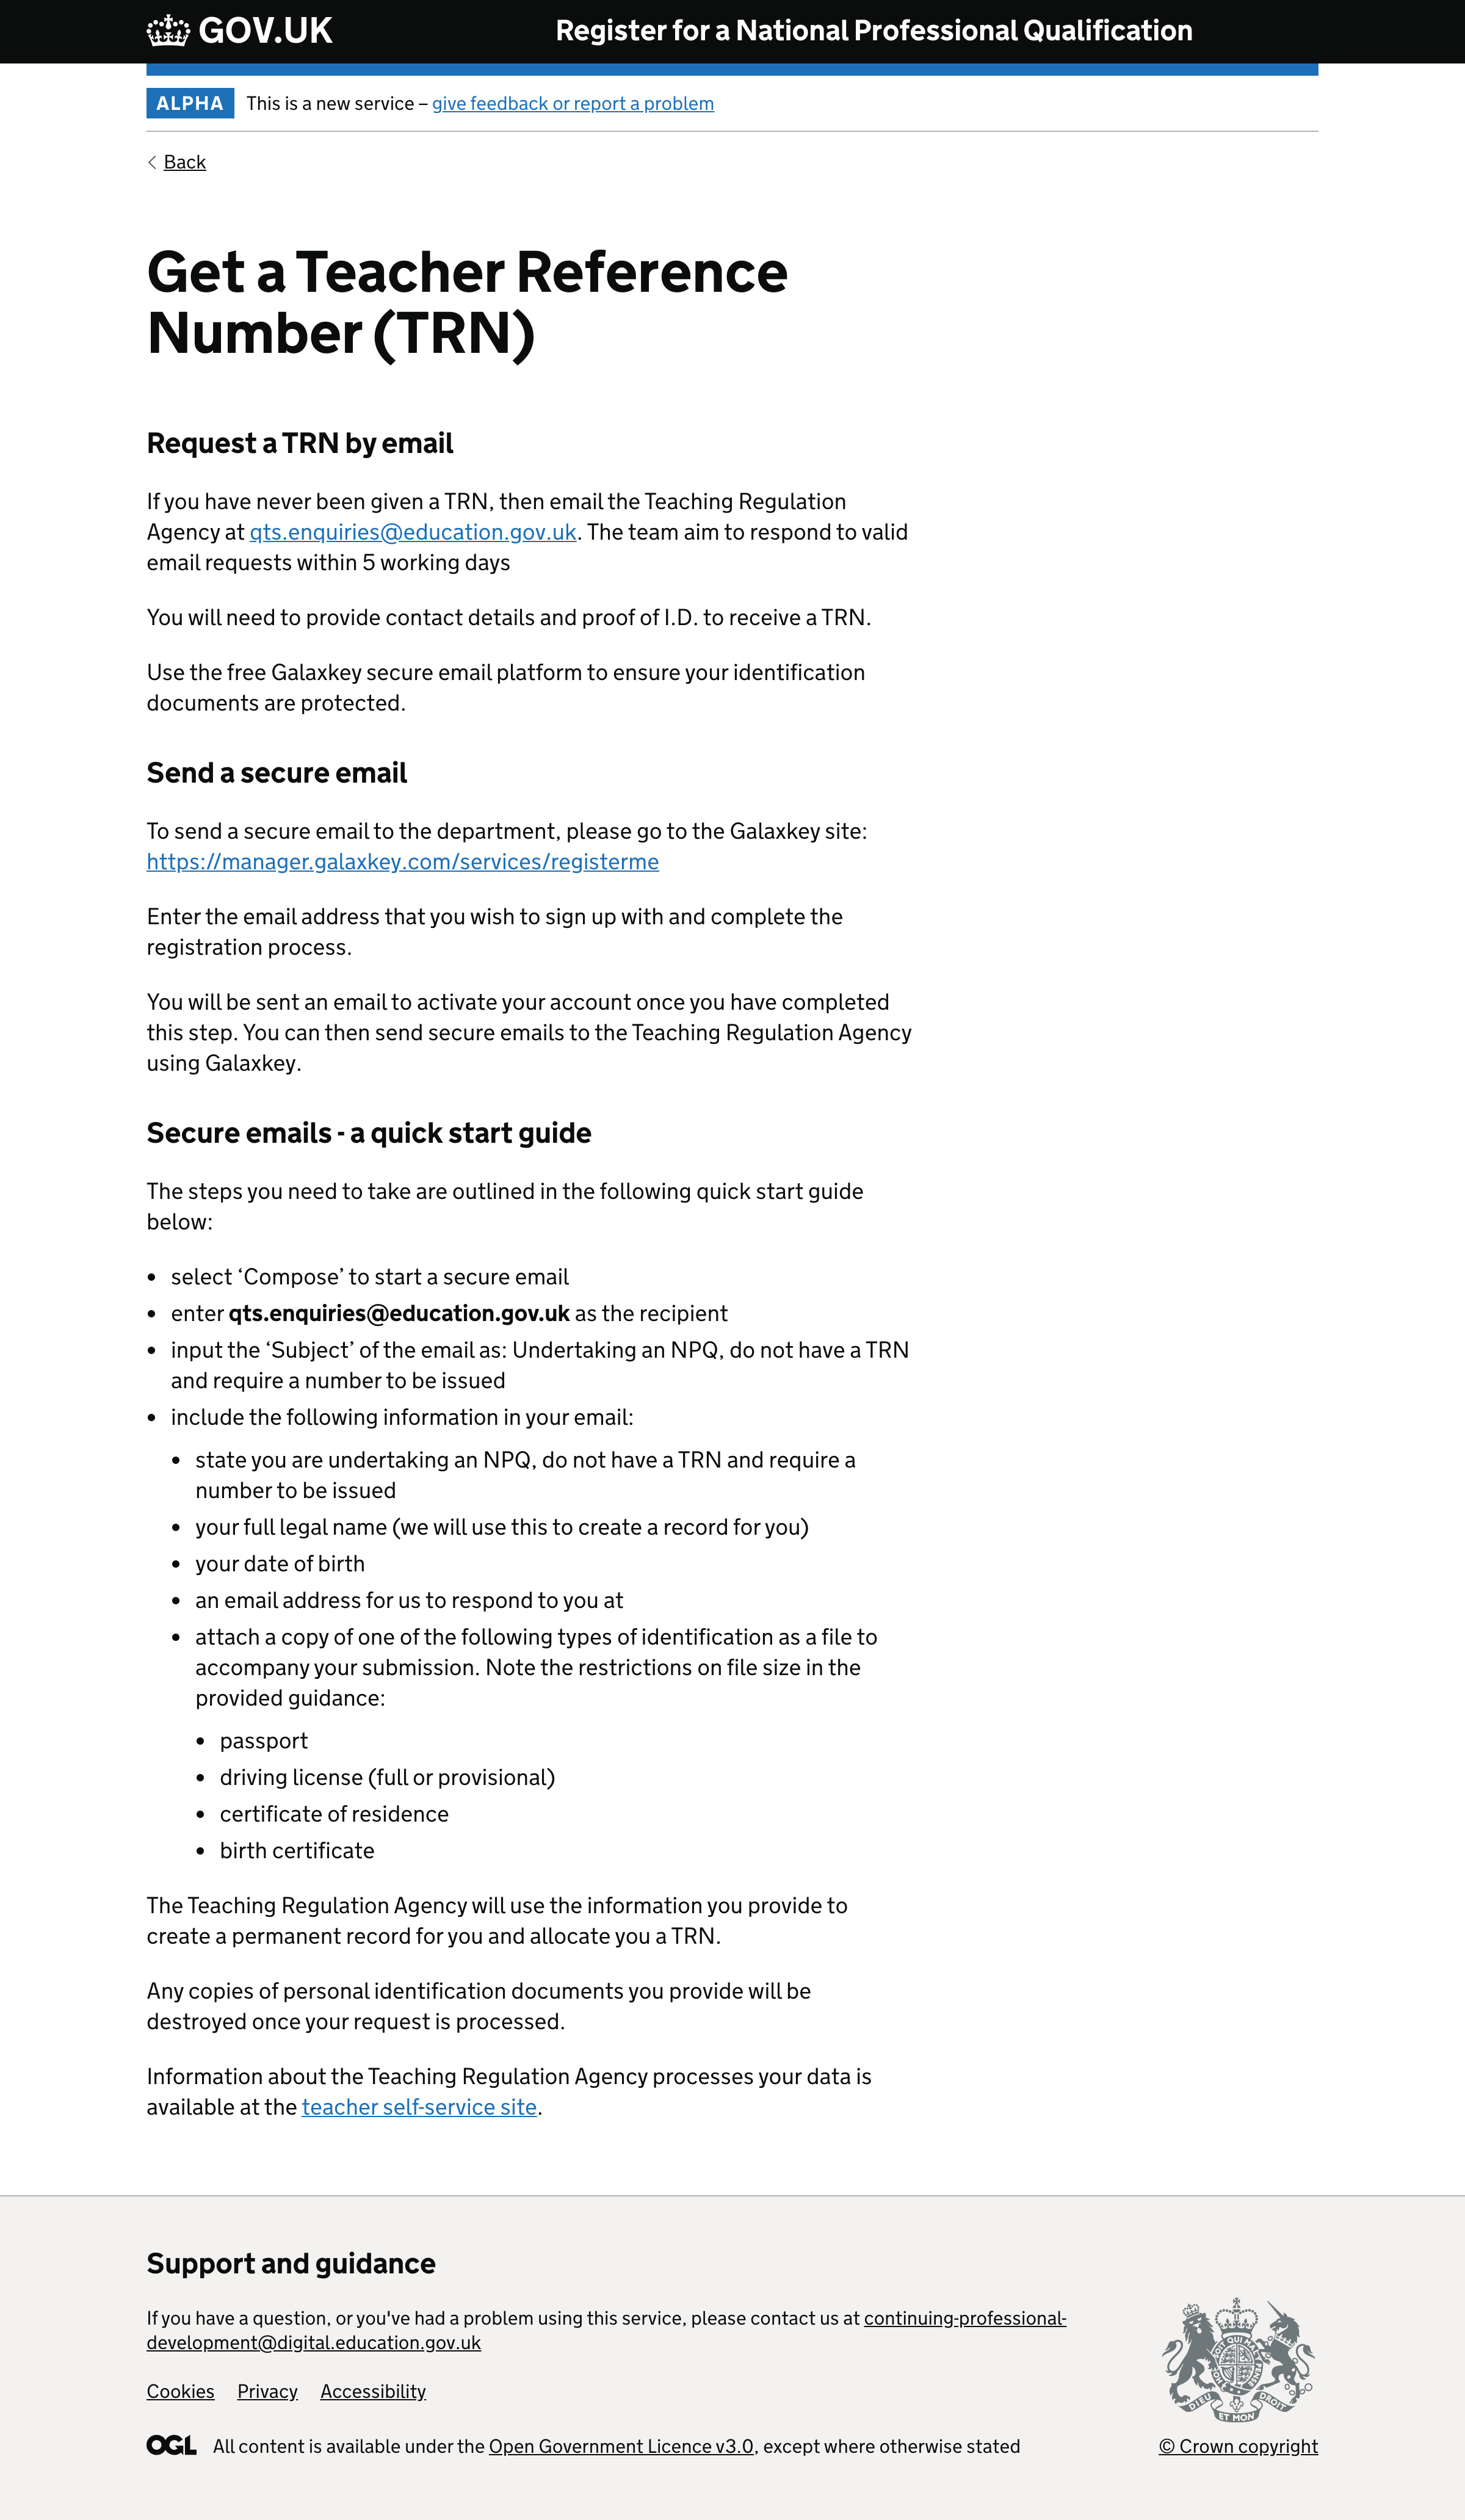 GOV.UK
Register for a National Professional Qualification
ALPHA This is a new service – give feedback or report a problem
Back
Get a Teacher Reference
Number (TRN)
Request a TRN by email
If you have never been given a TRN, then email the Teaching Regulation
Agency at qts.enquiries@education.gov.uk. The team aim to respond to valid
email requests within 5 working days
You will need to provide contact details and proof of I.D. to receive a TRN.
Use the free Galaxkey secure email platform to ensure your identification
documents are protected.
Send a secure email
To send a secure email to the department, please go to the Galaxkey site:
https://manager.galaxkey.com/services/registerme
Enter the email address that you wish to sign up with and complete the
registration process.
You will be sent an email to activate your account once you have completed
this step. You can then send secure emails to the Teaching Regulation Agency
using Galaxkey.
Secure emails - a quick start guide
The steps you need to take are outlined in the following quick start guide
below:
• select ‘Compose’ to start a secure email
• enter qts.enquiries@education.gov.uk as the recipient
• input the ‘Subject’ of the email as: Undertaking an NPQ, do not have a TRN
and require a number to be issued
• include the following information in your email:
• state you are undertaking an NPQ, do not have a TRN and require a
number to be issued
• your full legal name (we will use this to create a record for you)
• your date of birth
• an email address for us to respond to you at
• attach a copy of one of the following types of identification as a file to
accompany your submission. Note the restrictions on file size in the
provided guidance:
• passport
• driving license (full or provisional)
• certificate of residence
• birth certificate
The Teaching Regulation Agency will use the information you provide to
create a permanent record for you and allocate you a TRN.
Any copies of personal identification documents you provide will be
destroyed once your request is processed.
Information about the Teaching Regulation Agency processes your data is
available at the teacher self-service site.
Support and guidance
If you have a question, or you've had a problem using this service, please contact us at continuing-professional-
development@digital.education.gov.uk
Cookies Privacy Accessibility
OGL All content is available under the Open Government Licence v3.0, except where otherwise stated
DIEU ET MON DROIT
© Crown copyright